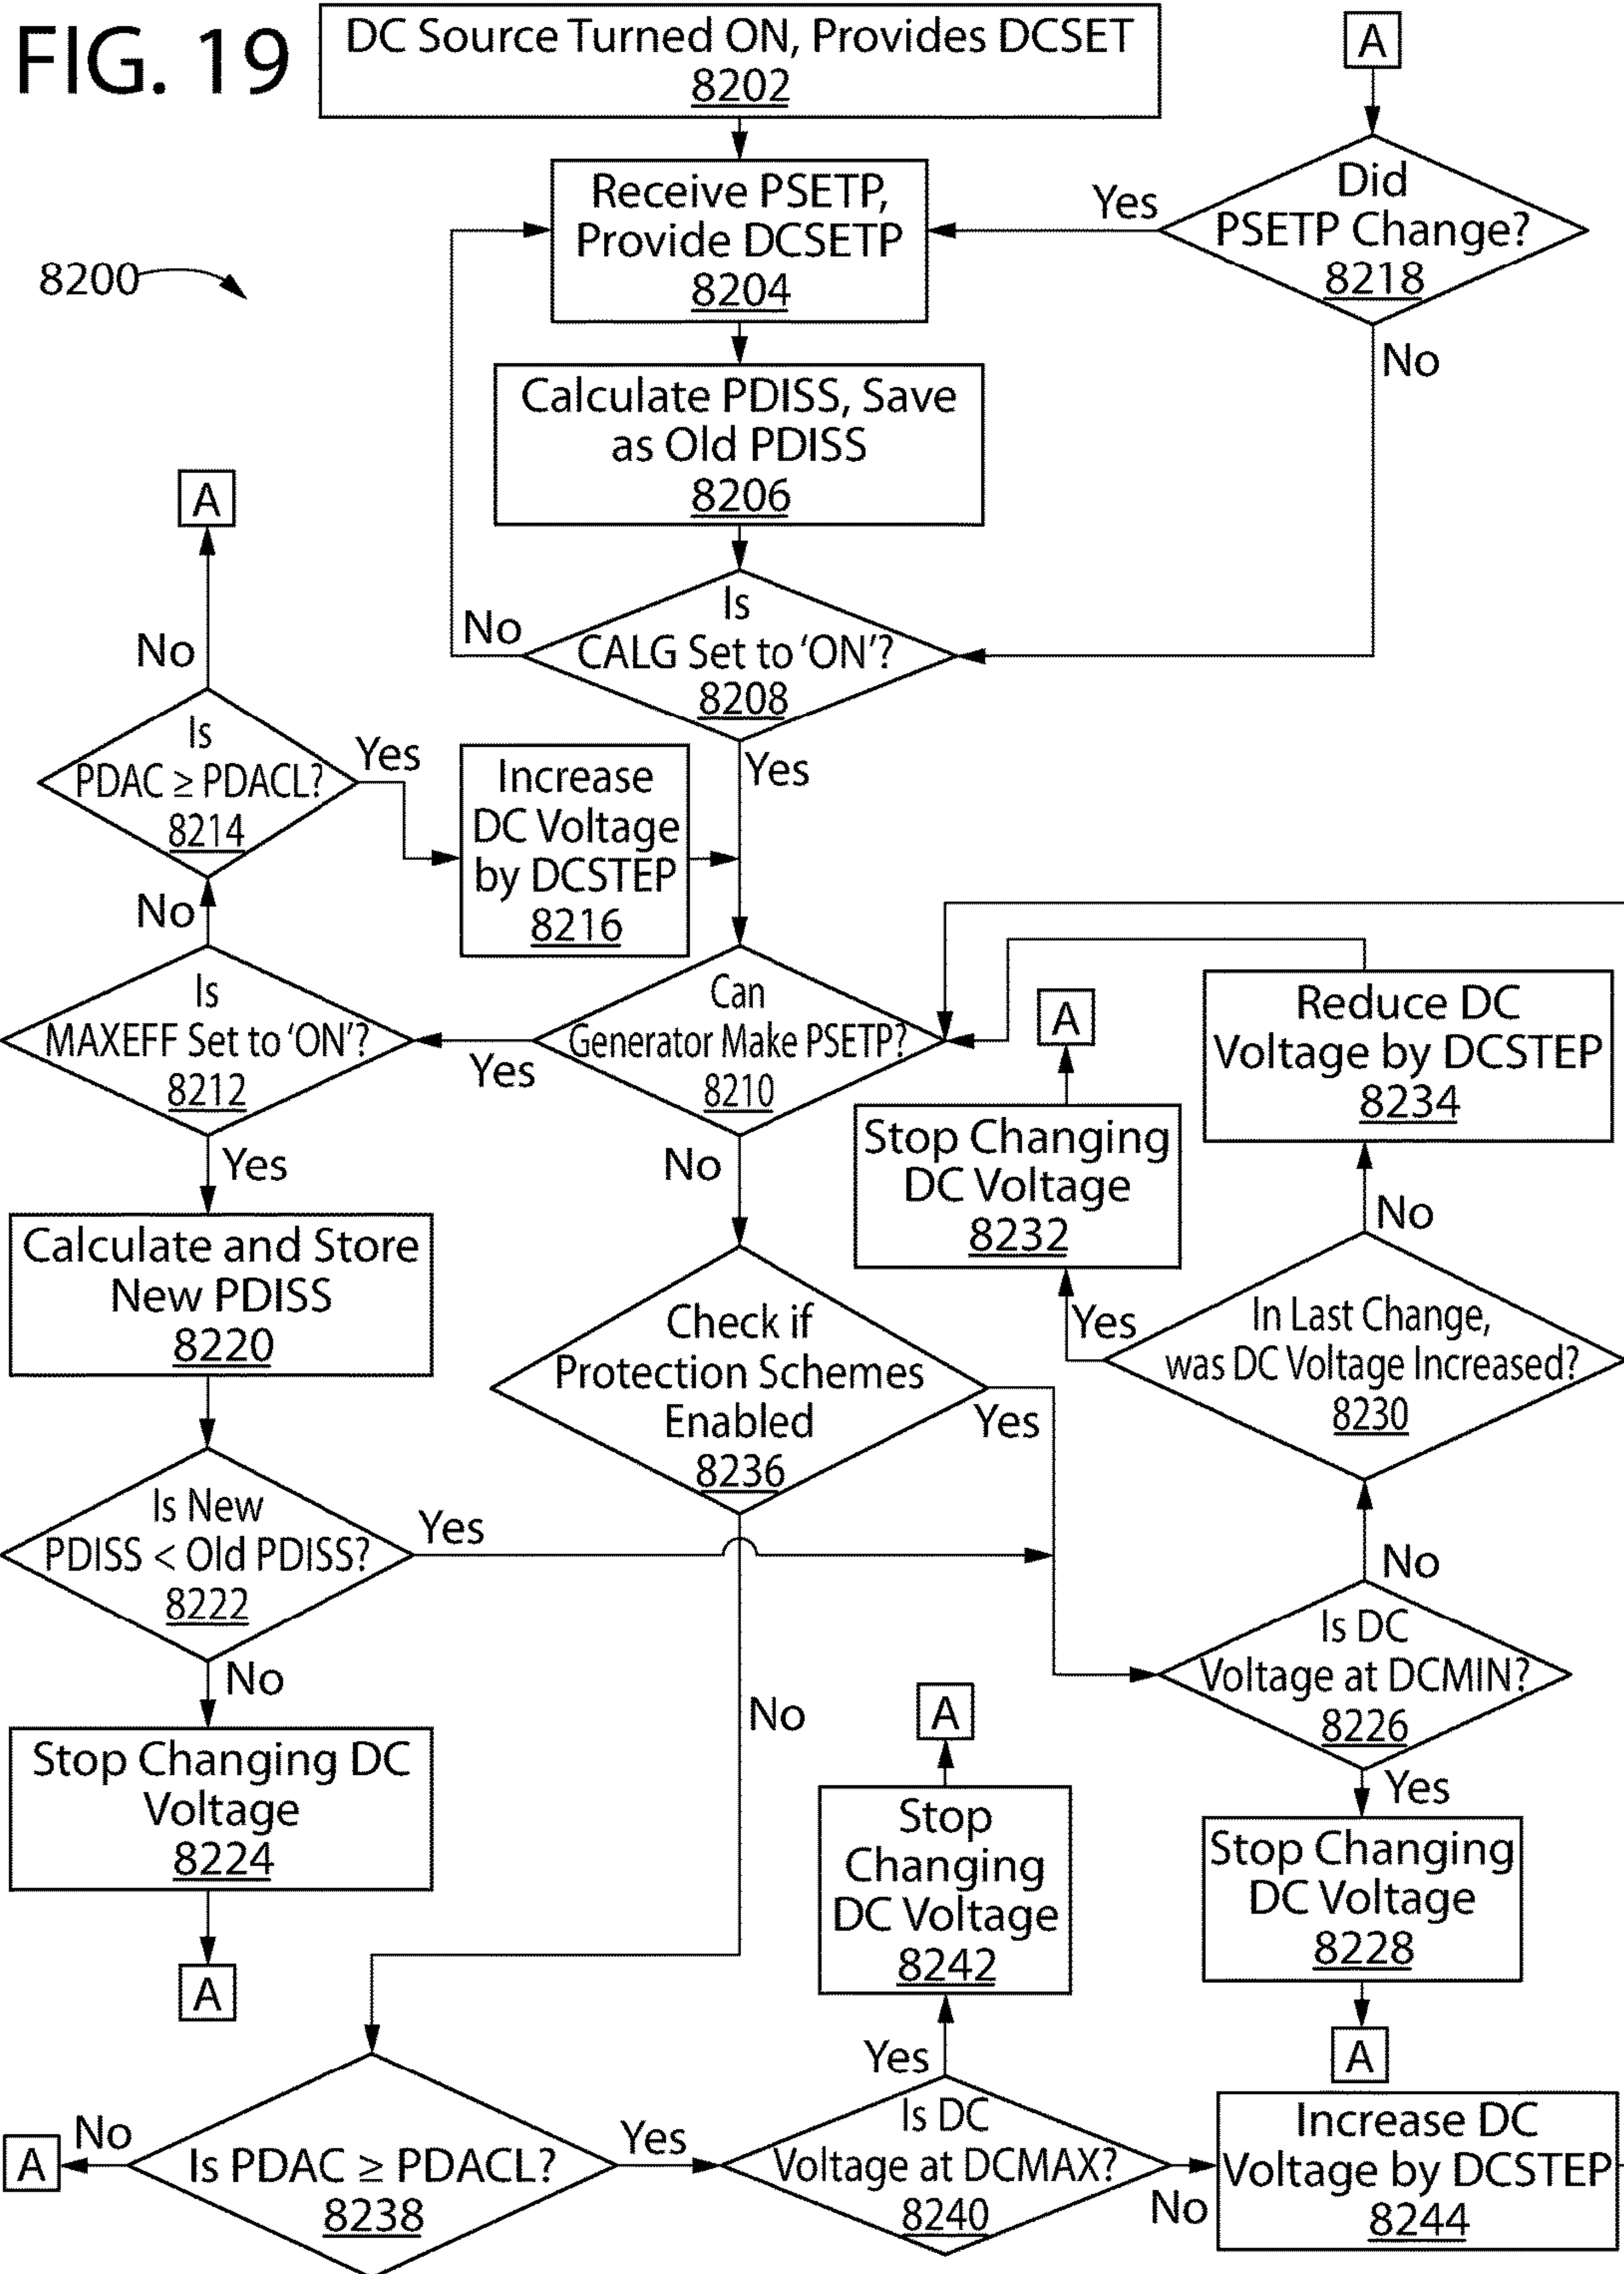 FIG. 19
DC Source Turned ON, Provides DCSET
8202
A
Receive PSETP,
Provide DCSETP
8204
Yes
Did
PSETP Change?
8218
No
8200
Calculate PDISS, Save
as Old PDISS
8206
A
No
Is
CALG Set to ‘ON’?
8208
No
Yes
Is
PDAC ≥ PDACL?
8214
Yes
Increase
DC Voltage
by DCSTEP
8216
No
Is
MAXEFF Set to ‘ON’?
8212
Yes
Can
Generator Make PSETP?
8210
No
A
Reduce DC
Voltage by DCSTEP
8234
Yes
Stop Changing
DC Voltage
8232
No
Calculate and Store
New PDISS
8220
Check if
Protection Schemes
Enabled
8236
Yes
Yes
In Last Change,
was DC Voltage Increased?
8230
Is New
PDISS < Old PDISS?
8222
Yes
No
No
No
Is DC
Voltage at DCMIN?
8226
Yes
Stop Changing DC
Voltage
8224
A
A
Stop
Changing
DC Voltage
8242
Stop Changing
DC Voltage
8228
A
Yes
A
No
Is PDAC ≥ PDACL?
8238
Yes
Is DC
Voltage at DCMAX?
8240
No
Increase DC
Voltage by DCSTEP
8244